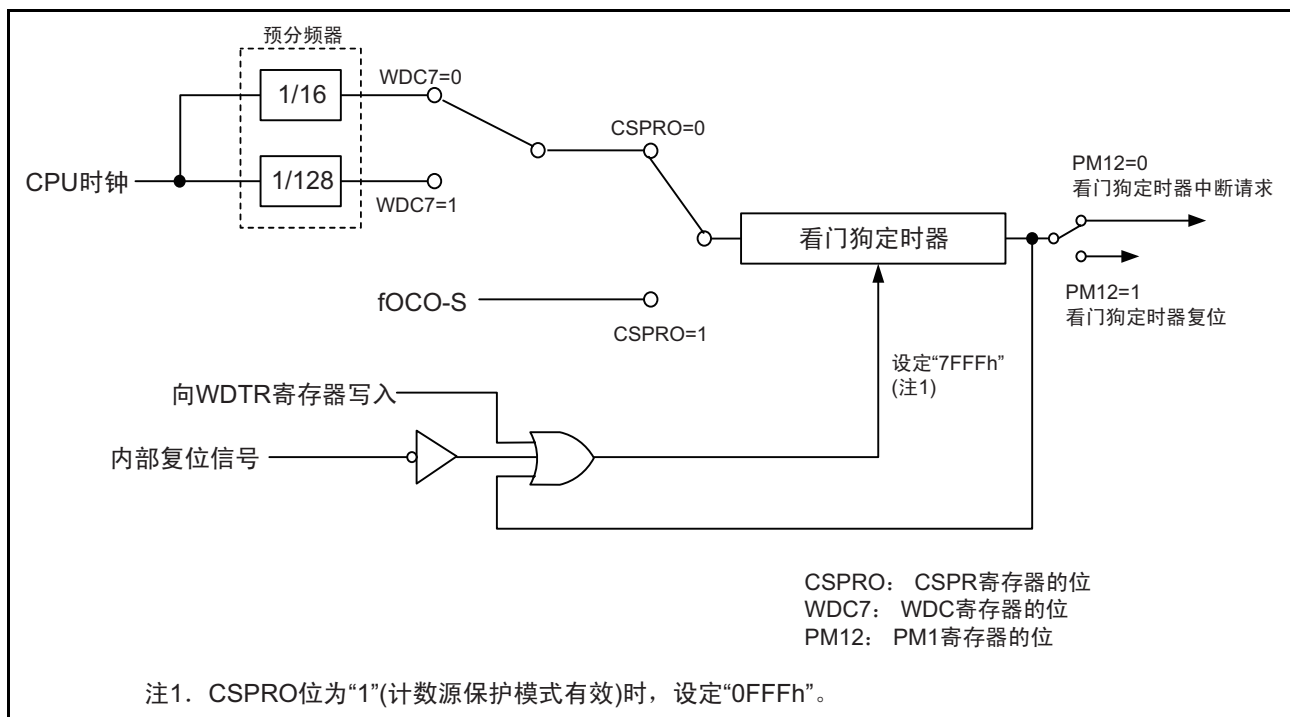 预分频器
1/16
WDC7=0
CSPRO=0
CPU时钟
1/128
WDC7=1
PM12=0
看门狗定时器中断请求
看门狗定时器
fOCO-S
CSPRO=1
PM12=1
看门狗定时器复位
设定“7FFFh”
(注1)
向WDTR寄存器写入
内部复位信号
CSPRO： CSPR寄存器的位
WDC7： WDC寄存器的位
PM12： PM1寄存器的位
注1．CSPRO位为“1”(计数源保护模式有效)时，设定“0FFFh”。